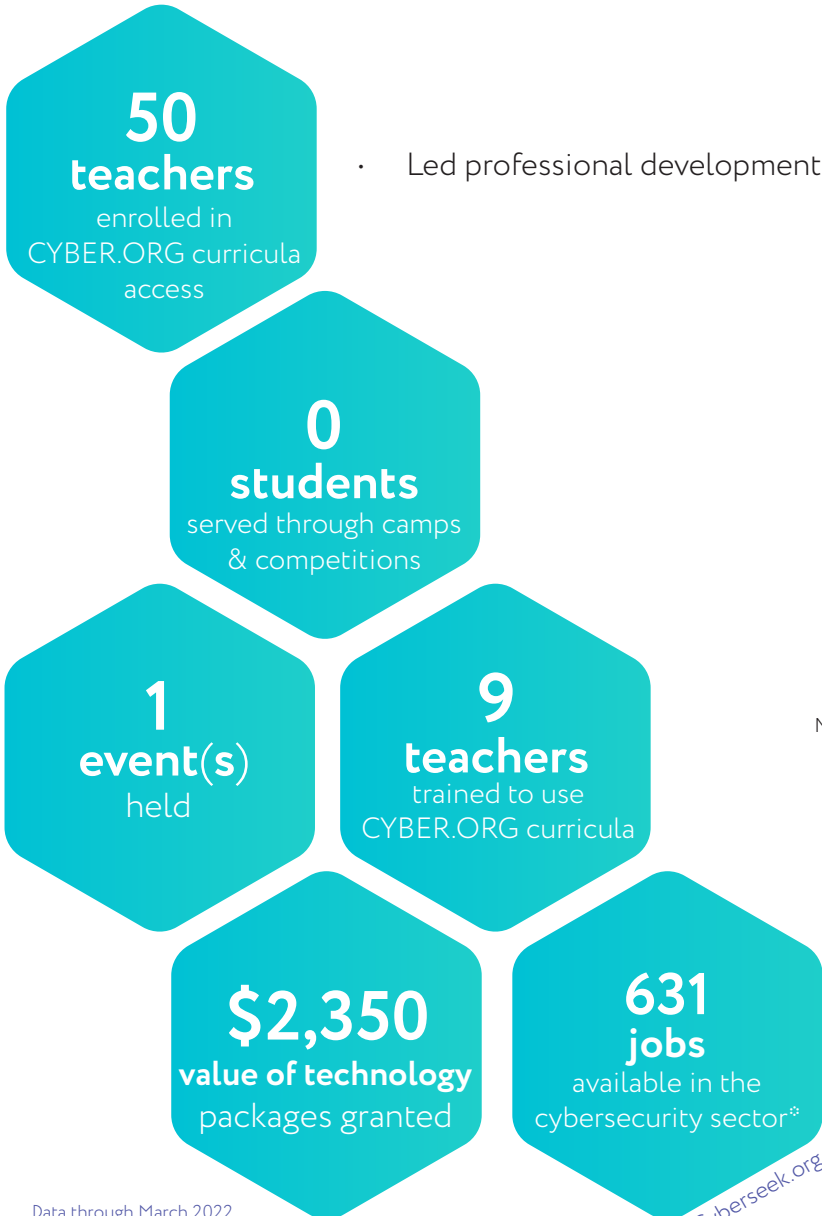 50
teachers
enrolled in
CYBER.ORG curricula
access
· Led professional development
0
students
served through camps
& competitions
1
event(s)
held
9
teachers
trained to use
CYBER.ORG curricula
$2,350
value of technology
packages granted
631
jobs
available in the
cybersecurity sector*
Data through March 2022